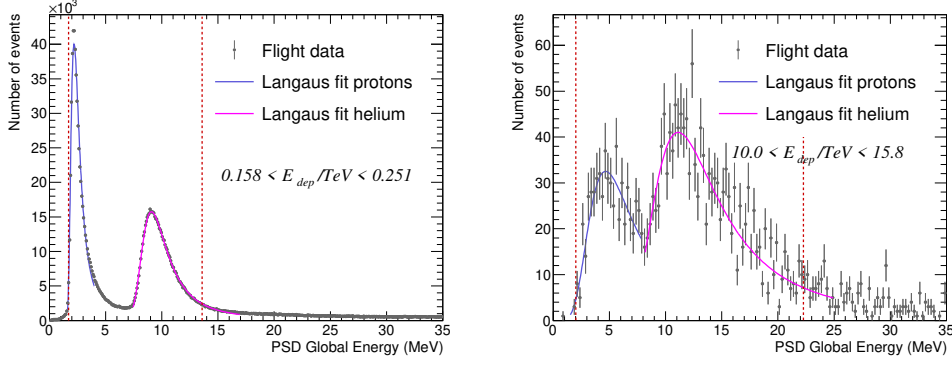 ×10³
Number of events
40
35
30
25
20
15
10
5
0
Flight data
Langaus fit protons
Langaus fit helium
0.158 < E dep /TeV < 0.251
0 5 10 15 20 25 30 35
PSD Global Energy (MeV)
Number of events
60
50
40
30
20
10
0
Flight data
Langaus fit protons
Langaus fit helium
10.0 < E dep /TeV < 15.8
0 5 10 15 20 25 30 35
PSD Global Energy (MeV)